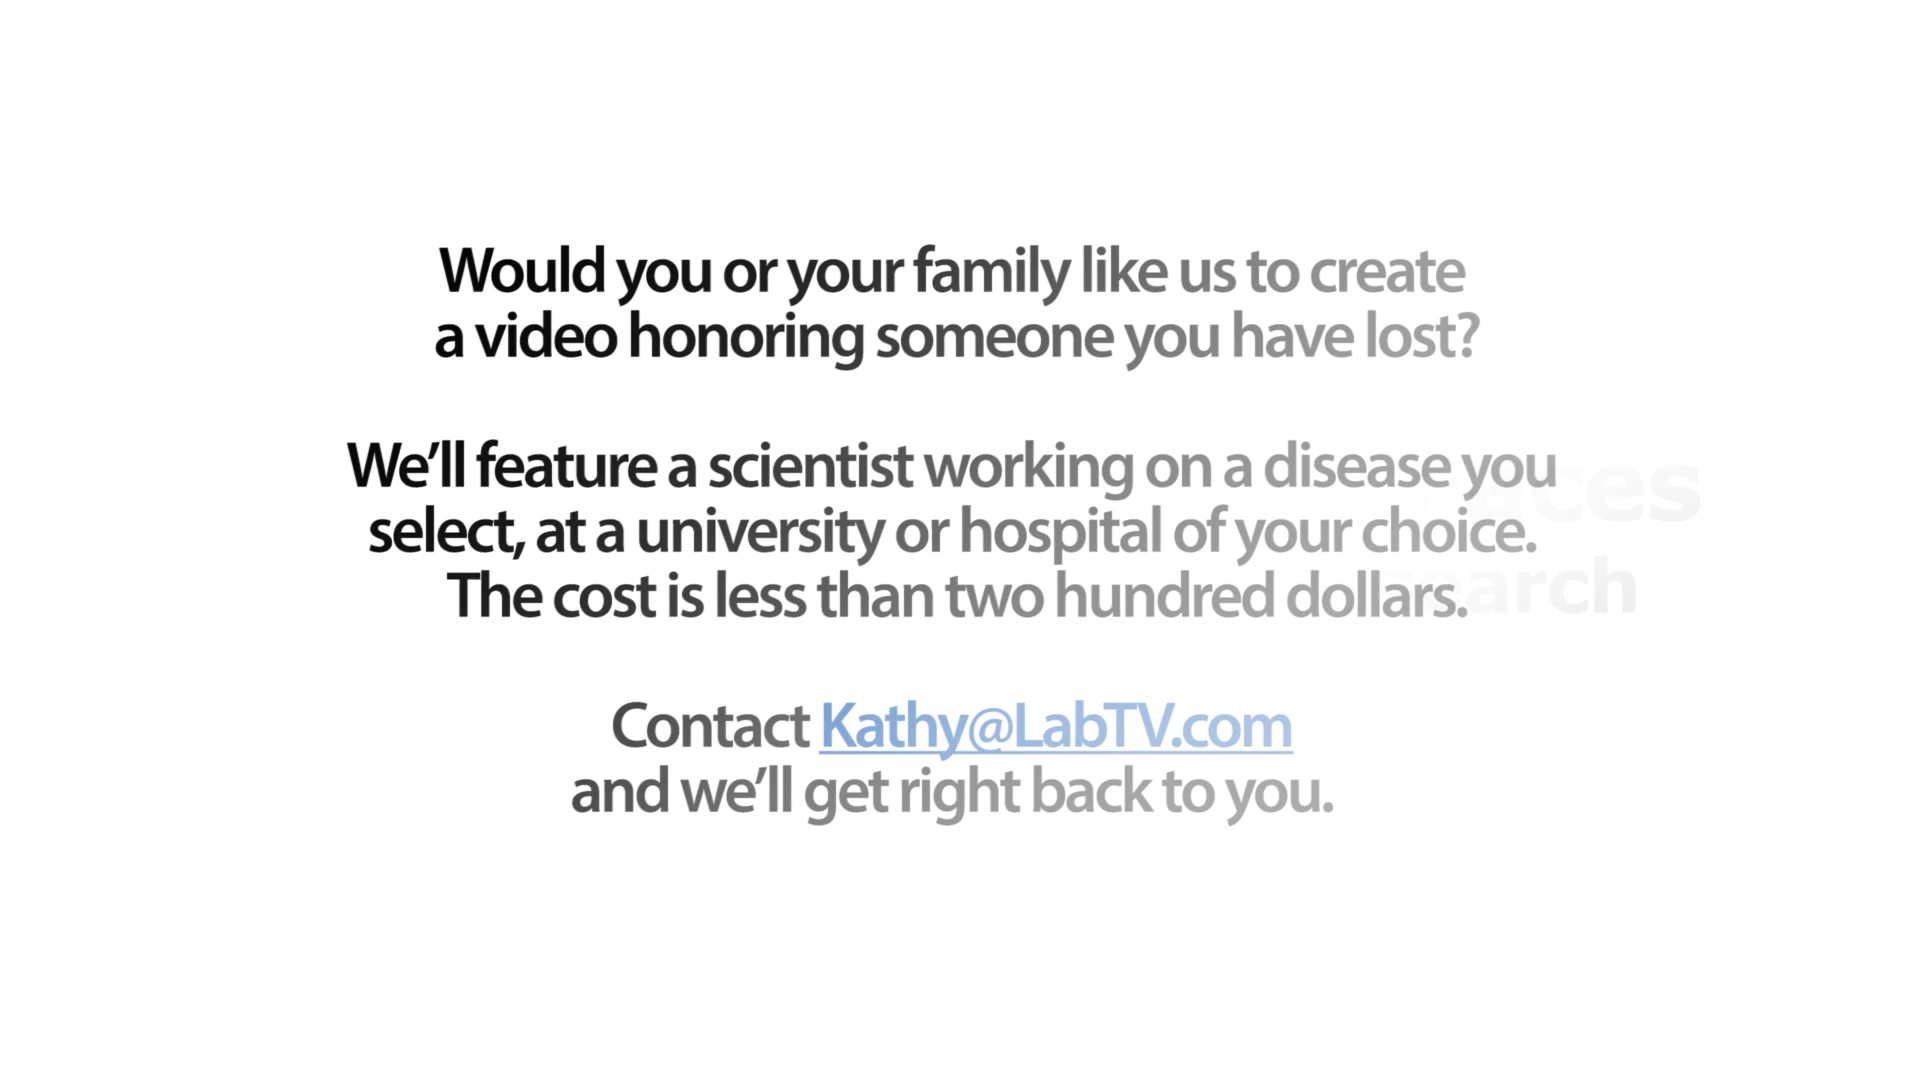 Would you or your family like us to create
a video honoring someone you have lost?
We’ll feature a scientist working on a disease you
select, at a university or hospital of your choice.
The cost is less than two hundred dollars.
Contact Kathy@LabTV.com
and we’ll get right back to you.